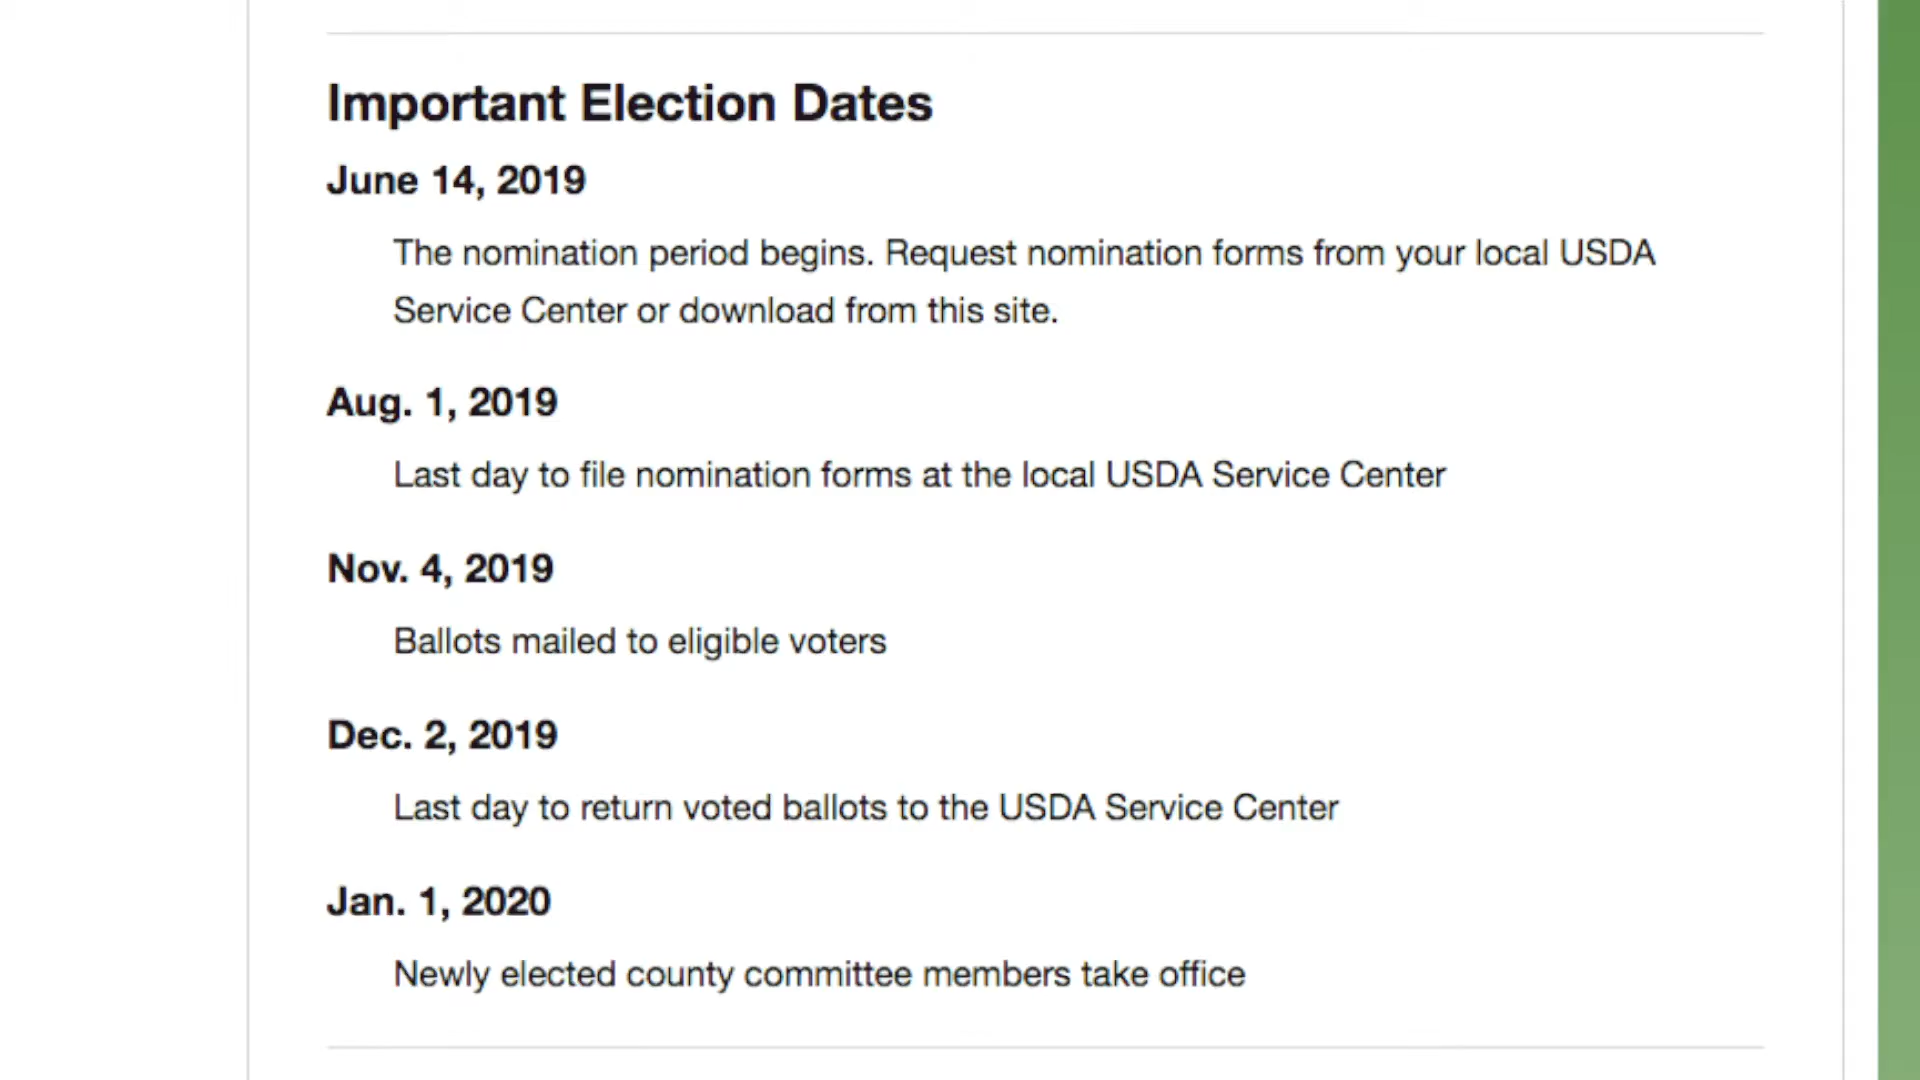 Important Election Dates
June 14, 2019
The nomination period begins. Request nomination forms from your local USDA
Service Center or download from this site.
Aug. 1, 2019
Last day to file nomination forms at the local USDA Service Center
Nov. 4, 2019
Ballots mailed to eligible voters
Dec. 2, 2019
Last day to return voted ballots to the USDA Service Center
Jan. 1, 2020
Newly elected county committee members take office